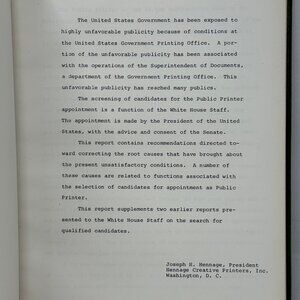 The United States Government has been exposed to
highly unfavorable publicity because of conditions at
the United States Government Printing Office. A por-
tion of the unfavorable publicity has been associated
with the operations of the Superintendent of Documents,
a department of the Government Printing Office. This
unfavorable publicity has reached many publics.
The screening of candidates for the Public Printer
appointment is a function of the White House Staff.
The appointment is made by the President of the United
States, with the advice and consent of the Senate.
This report contains recommendations directed to-
ward correcting the root causes that have brought about
the present unsatisfactory conditions. A number of
these causes are related to functions associated with
the selection of candidates for appointment as Public
Printer.
This report supplements two earlier reports pre-
sented to the White House Staff on the search for
qualified candidates.
Joseph H. Hennage, President
Hennage Creative Printers, Inc.
Washington, D. C.